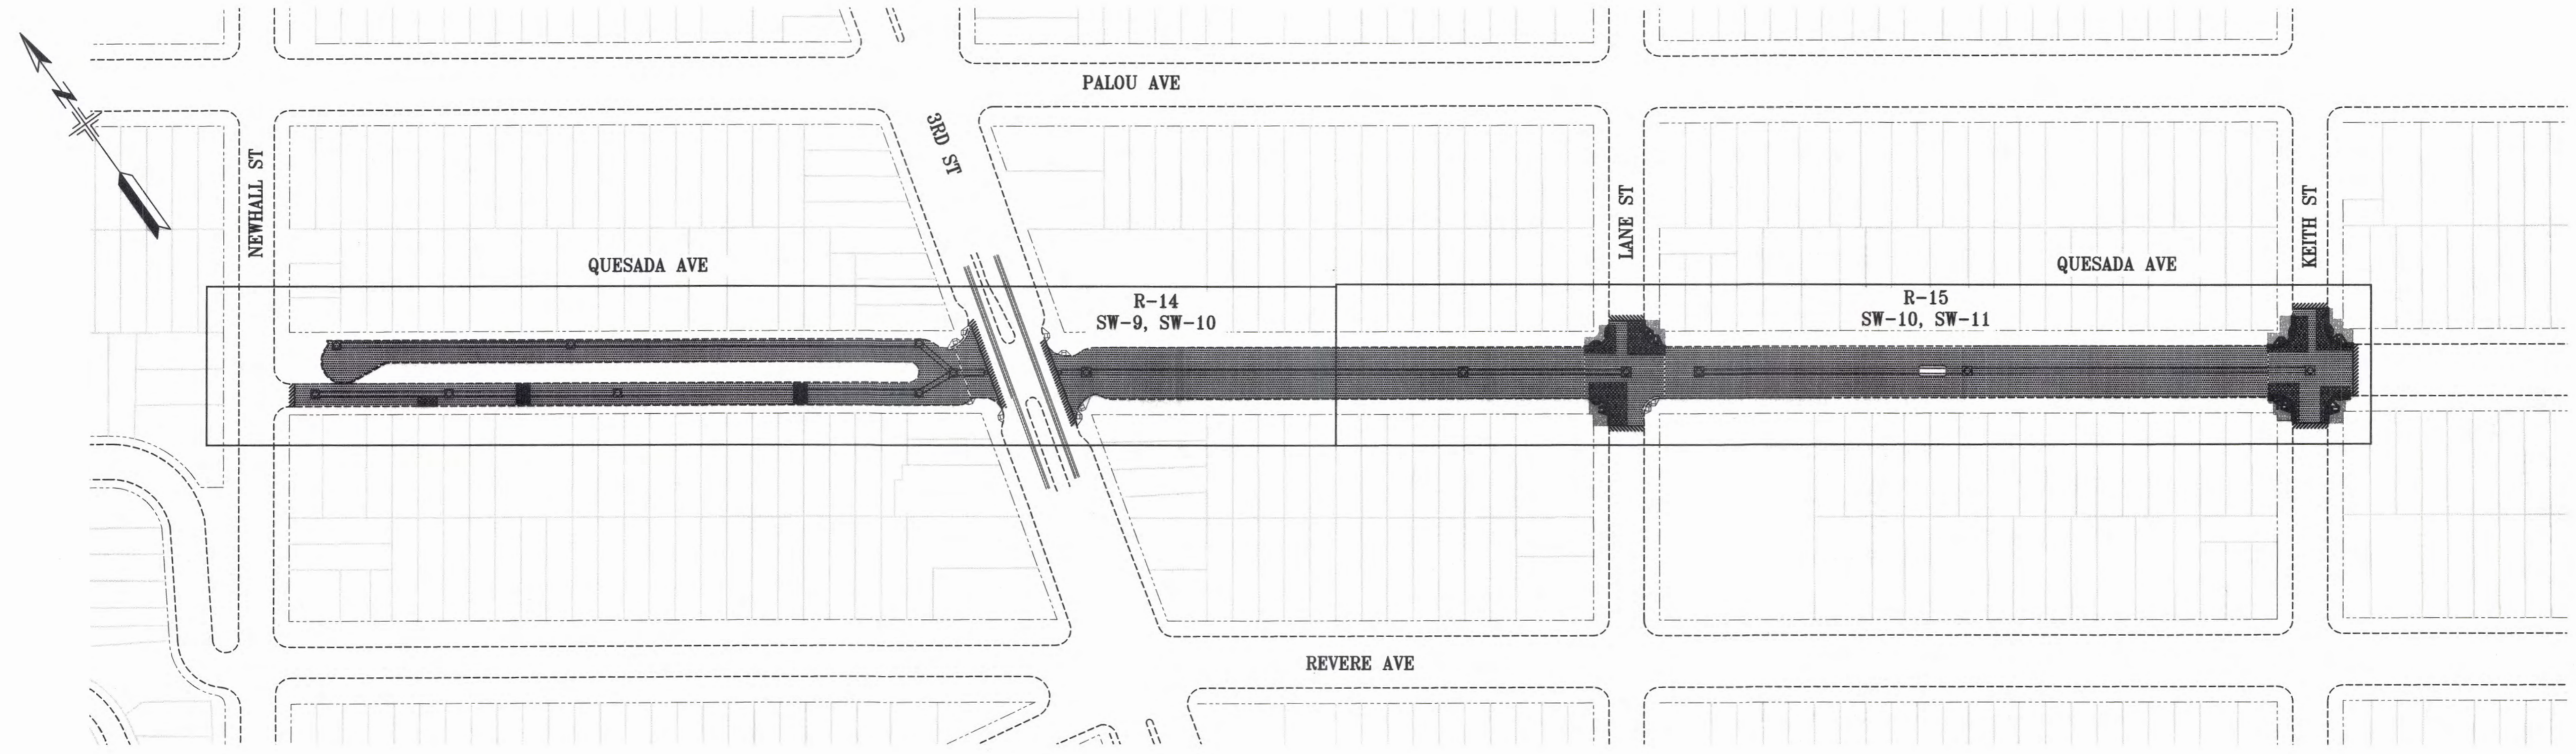 PALOU AVE
3RD ST
N
NEWHALL ST
LANE ST
KEITH ST
QUESADA AVE
QUESADA AVE
R-14
SW-9, SW-10
R-15
SW-10, SW-11
REVERE AVE